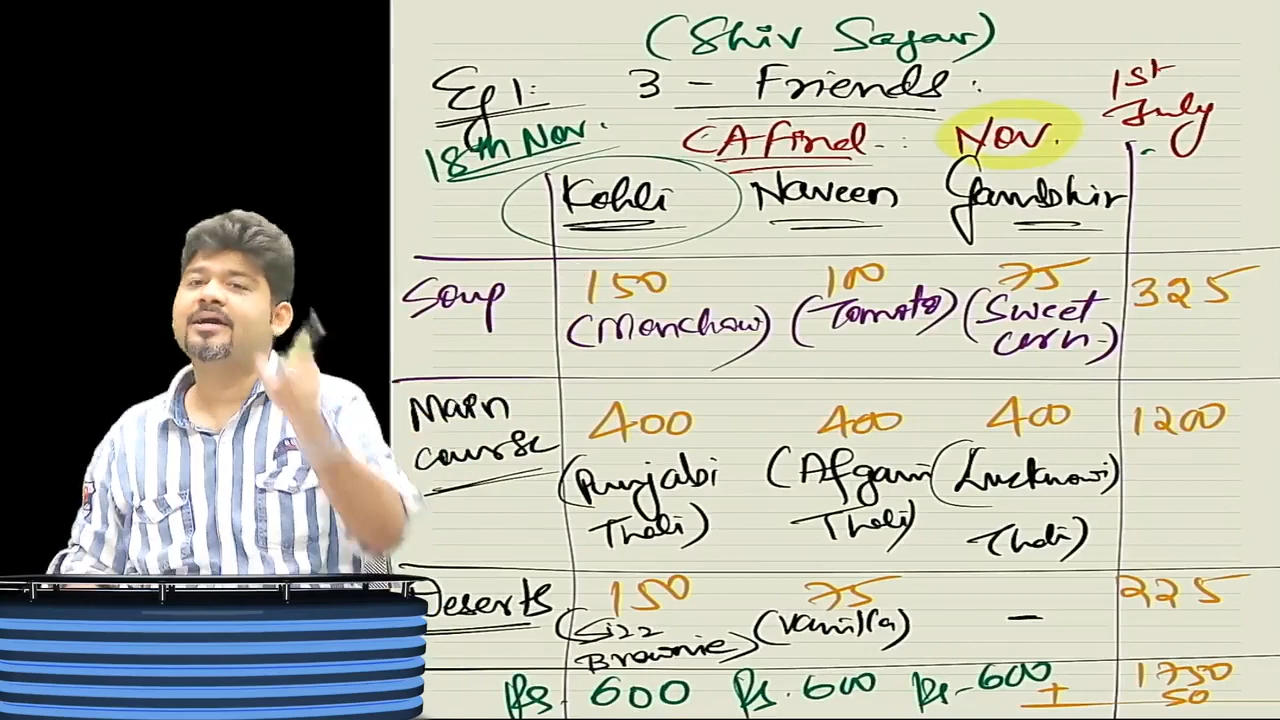 (Shiv Sagar)
Eg 1: 3 - Friends :
1st July
18th Nov. CA Final .. Nov.
Kohli Naveen Gambhir
Soup 150 100 75 325
(Manchow) (Tomato) (Sweet corn)
Main course 400 400 400 1200
(Punjabi Thali) (Afgani Thali) (Lucknowi Thali)
Deserts 150 75 - 225
(Sizz Brownie) (Vanilla)
Rs. 600 Rs. 600 Rs. 600 1750
+ 50